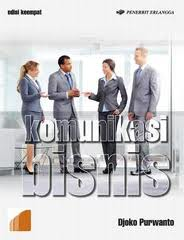 edisi keempat
PENERBIT ERLANGGA
komunikasi
bisnis
Djoko Purwanto